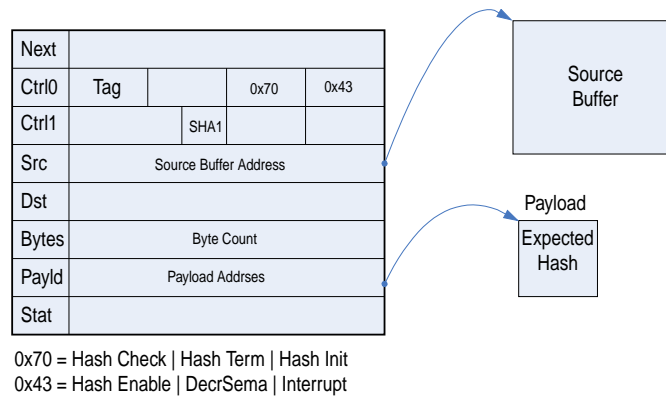 Next
Ctrl0 Tag 0x70 0x43
Ctrl1 SHA1
Src Source Buffer Address
Dst
Bytes Byte Count
Payld Payload Addrses
Stat
Source
Buffer
Payload
Expected
Hash
0x70 = Hash Check | Hash Term | Hash Init
0x43 = Hash Enable | DecrSema | Interrupt